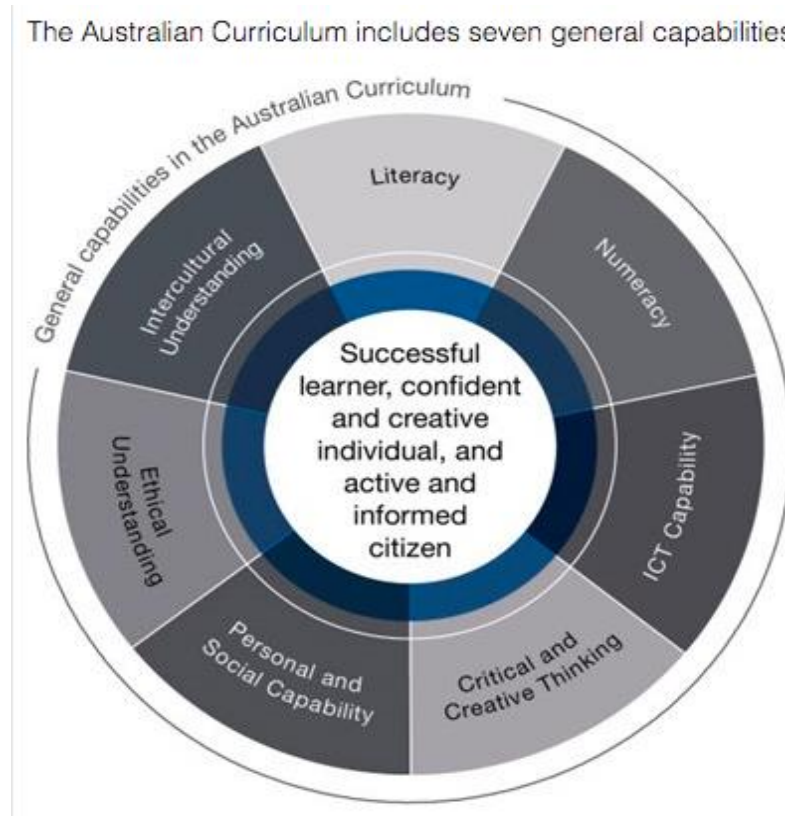 The Australian Curriculum includes seven general capabilities
General capabilities in the Australian Curriculum
Literacy
Numeracy
ICT Capability
Critical and
Creative Thinking
Personal and
Social Capability
Ethical
Understanding
Intercultural
Understanding
Successful
learner, confident
and creative
individual, and
active and
informed
citizen